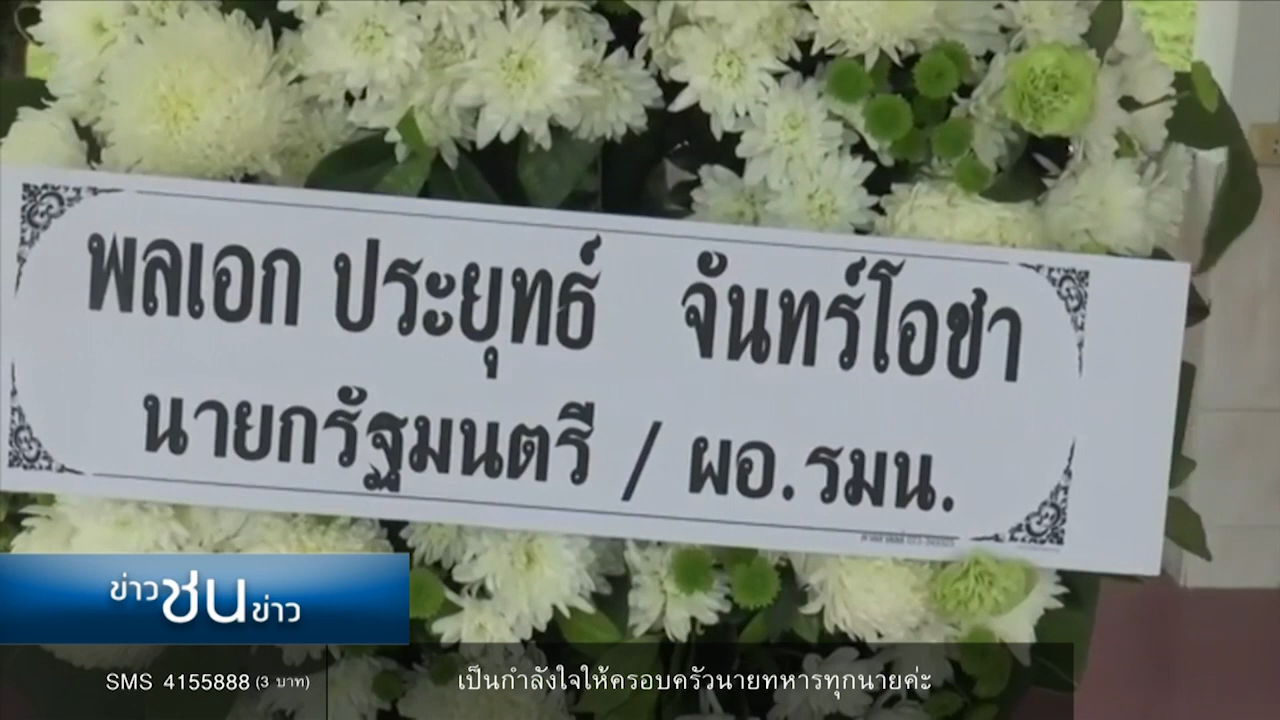 พลเอก ประยุทธ์ จันทร์โอชา
นายกรัฐมนตรี / ผอ.รมน.
ข่าวชนข่าว
SMS 4155888 (3 บาท)
เป็นกำลังใจให้ครอบครัวนายทหารทุกนายค่ะ